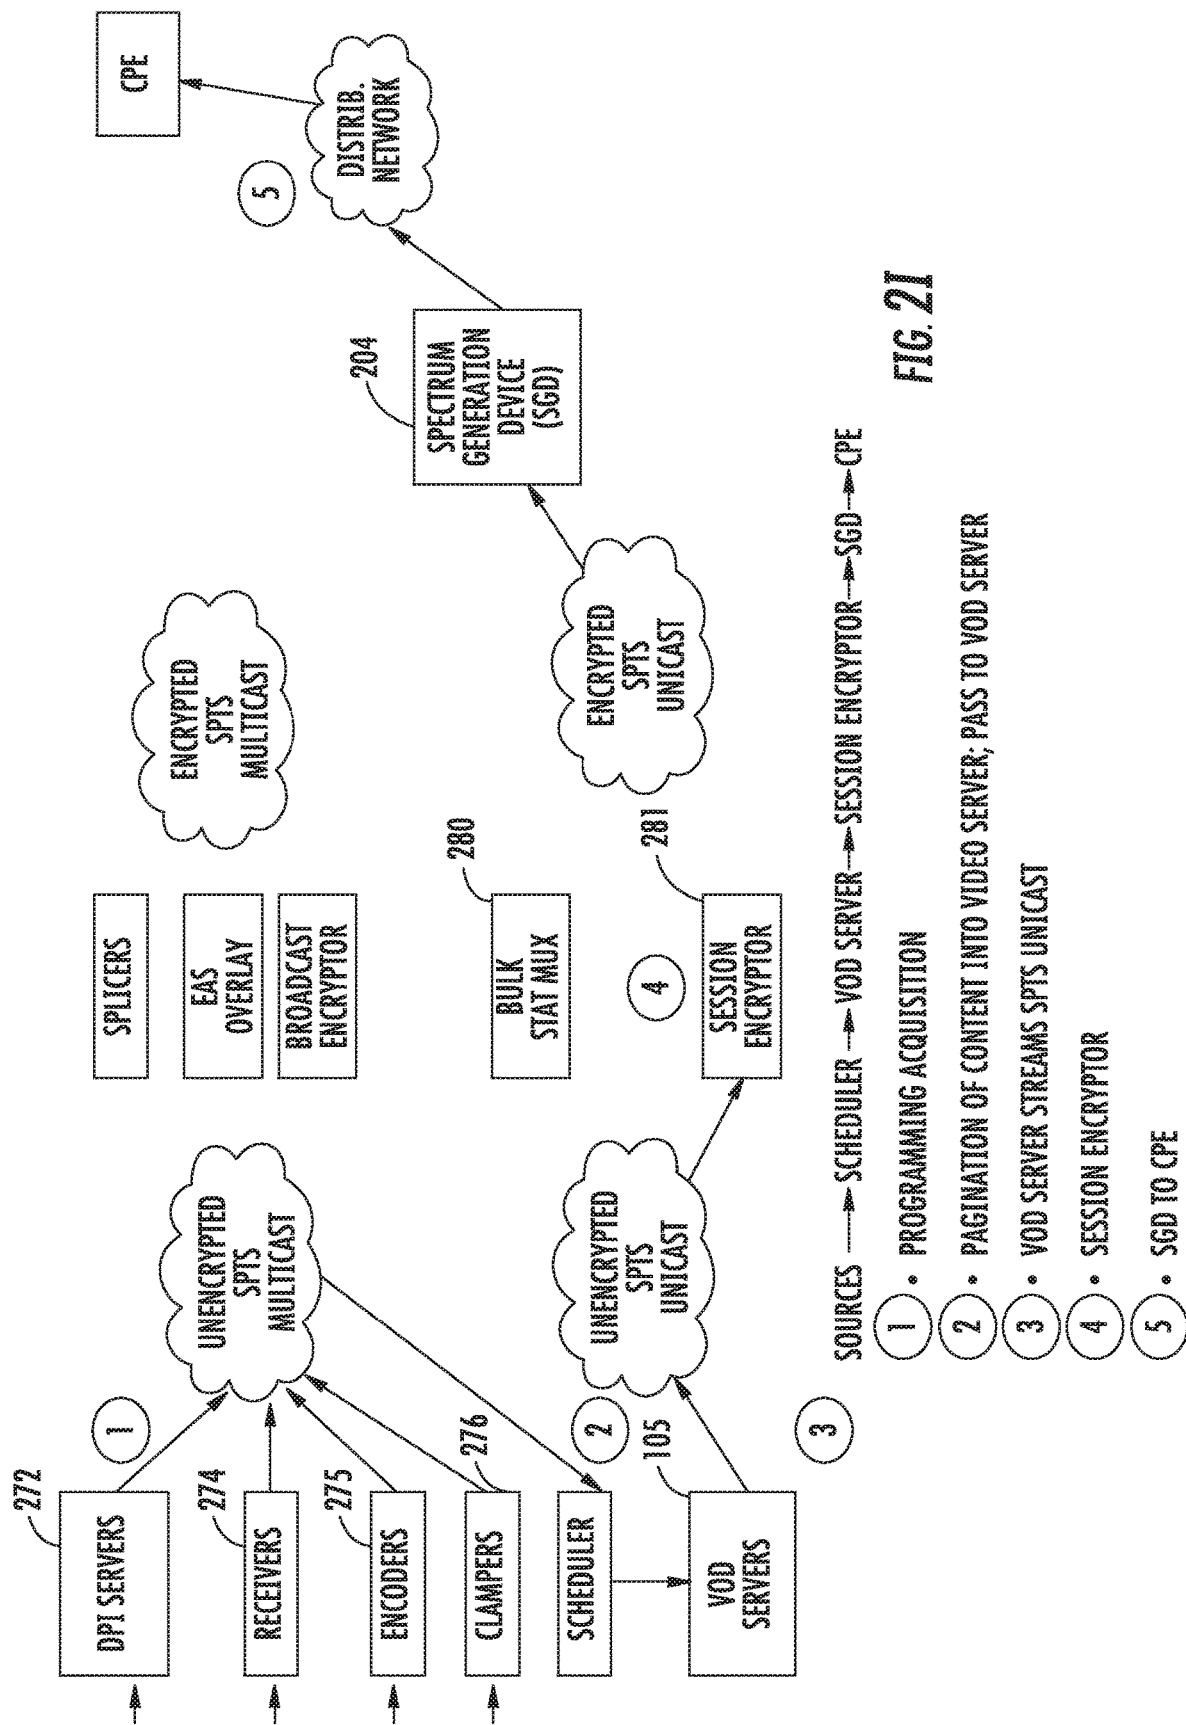 272
DPI SERVERS
1
274
RECEIVERS
275
ENCODERS
276
CLAMPERS
SCHEDULER
2
105
VOD
SERVERS
3
UNENCRYPTED
SPTS
MULTICAST
UNENCRYPTED
SPTS
UNICAST
SPLICERS
EAS
OVERLAY
BROADCAST
ENCRYPTOR
280
BULK
STAT MUX
4
281
SESSION
ENCRYPTOR
ENCRYPTED
SPTS
MULTICAST
ENCRYPTED
SPTS
UNICAST
204
SPECTRUM
GENERATION
DEVICE
(SGD)
5
DISTRIB.
NETWORK
CPE
SOURCES SCHEDULER VOD SERVER SESSION ENCRYPTOR SGD CPE
1 • PROGRAMMING ACQUISITION
2 • PAGINATION OF CONTENT INTO VIDEO SERVER; PASS TO VOD SERVER
3 • VOD SERVER STREAMS SPTS UNICAST
4 • SESSION ENCRYPTOR
5 • SGD TO CPE
FIG. 2I